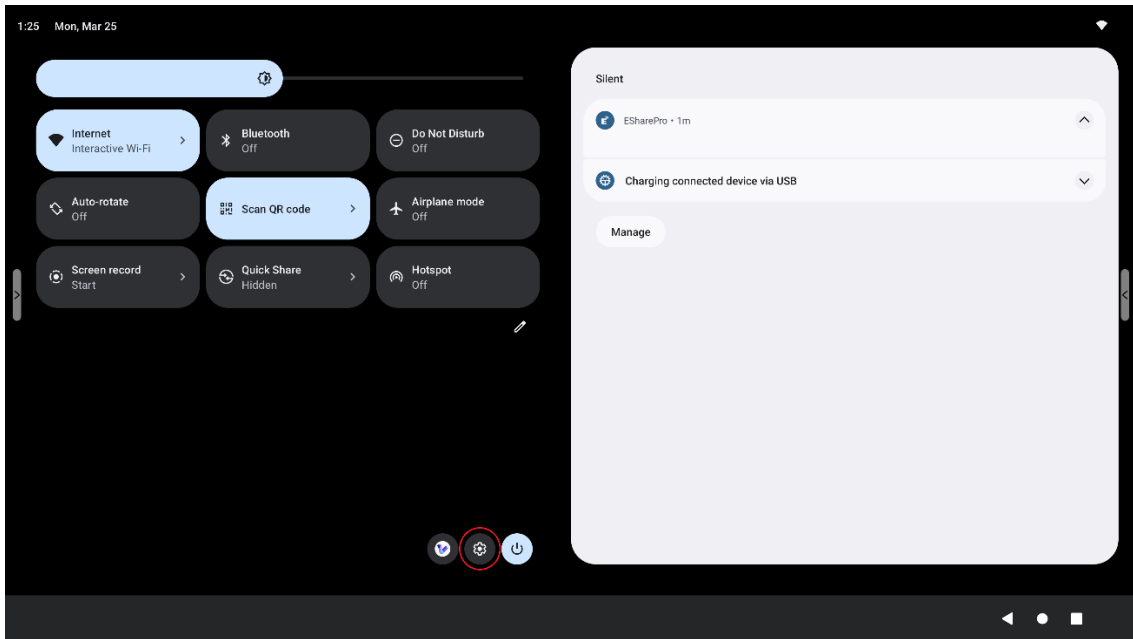 1:25 Mon, Mar 25
Internet
Interactive Wi-Fi
Bluetooth
Off
Do Not Disturb
Off
Auto-rotate
Off
Scan QR code
Airplane mode
Off
Screen record
Start
Quick Share
Hidden
Hotspot
Off
Silent
ESharePro • 1m
Charging connected device via USB
Manage